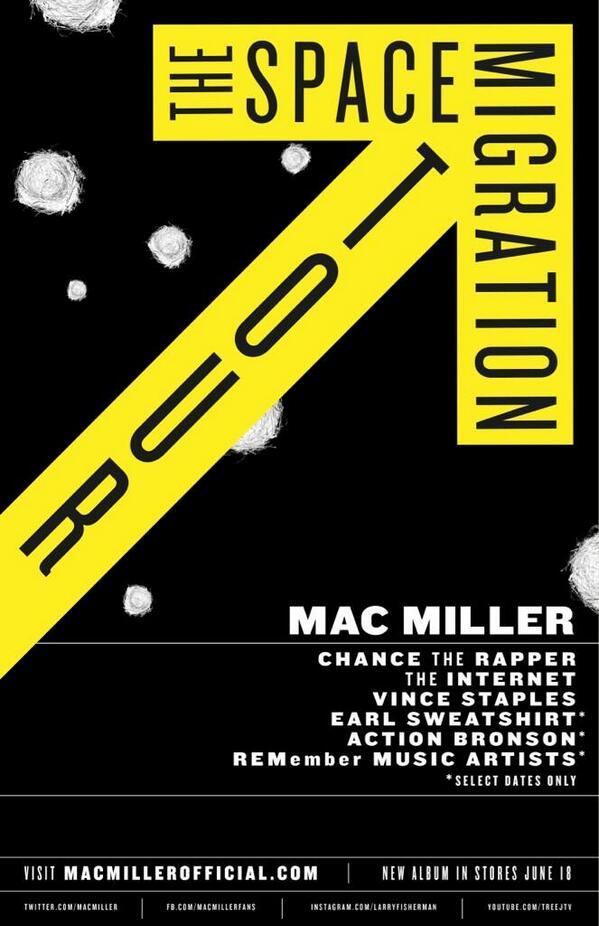 THE SPACE
MIGRATION
TOUR
MAC MILLER
CHANCE THE RAPPER
THE INTERNET
VINCE STAPLES
EARL SWEATSHIRT*
ACTION BRONSON*
REMember MUSIC ARTISTS*
*SELECT DATES ONLY
VISIT MACMILLEROFFICIAL.COM | NEW ALBUM IN STORES JUNE 18
TWITTER.COM/MACMILLER | FB.COM/MACMILLERFANS | INSTAGRAM.COM/LARRYFISHERMAN | YOUTUBE.COM/TREEJTV